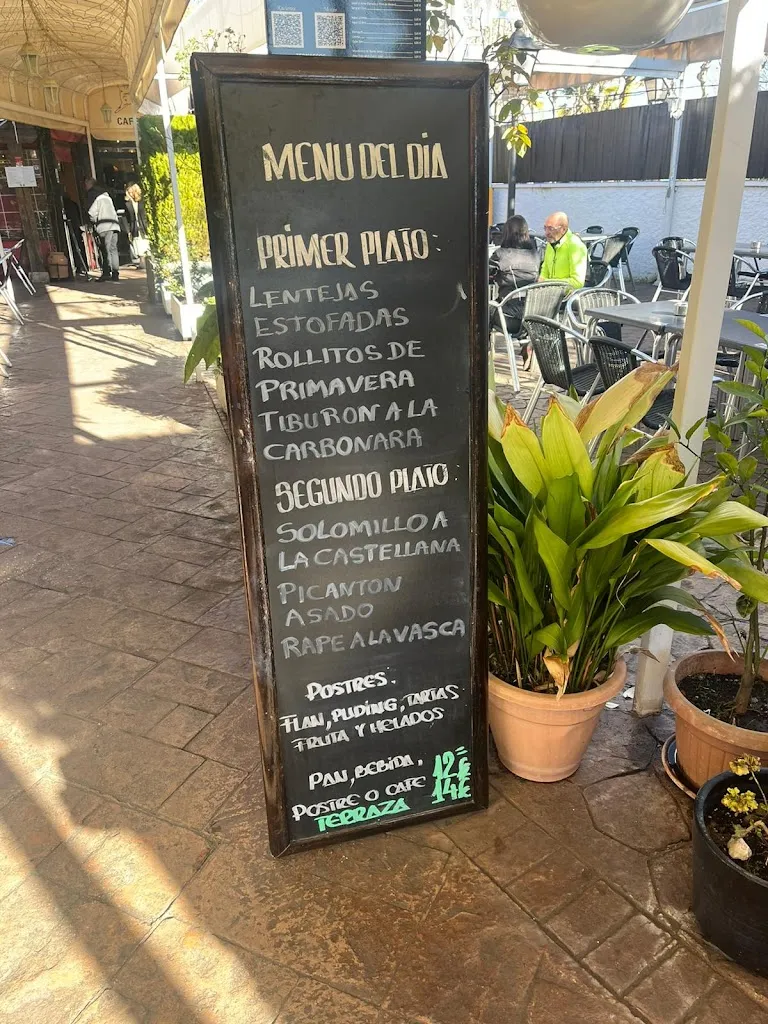 CAF
MENU DEL DIA
PRIMER PLATO:
LENTEJAS
ESTOFADAS
ROLLITOS DE
PRIMAVERA
TIBURON A LA
CARBONARA
SEGUNDO PLATO:
SOLOMILLO A
LA CASTELLANA
PICANTON
ASADO
RAPE A LA VASCA
POSTRES:
FLAN, PUDING, TARTAS
FRUTA Y HELADOS
PAN, BEBIDA, 12€
POSTRE O CAFE 14€
TERRAZA